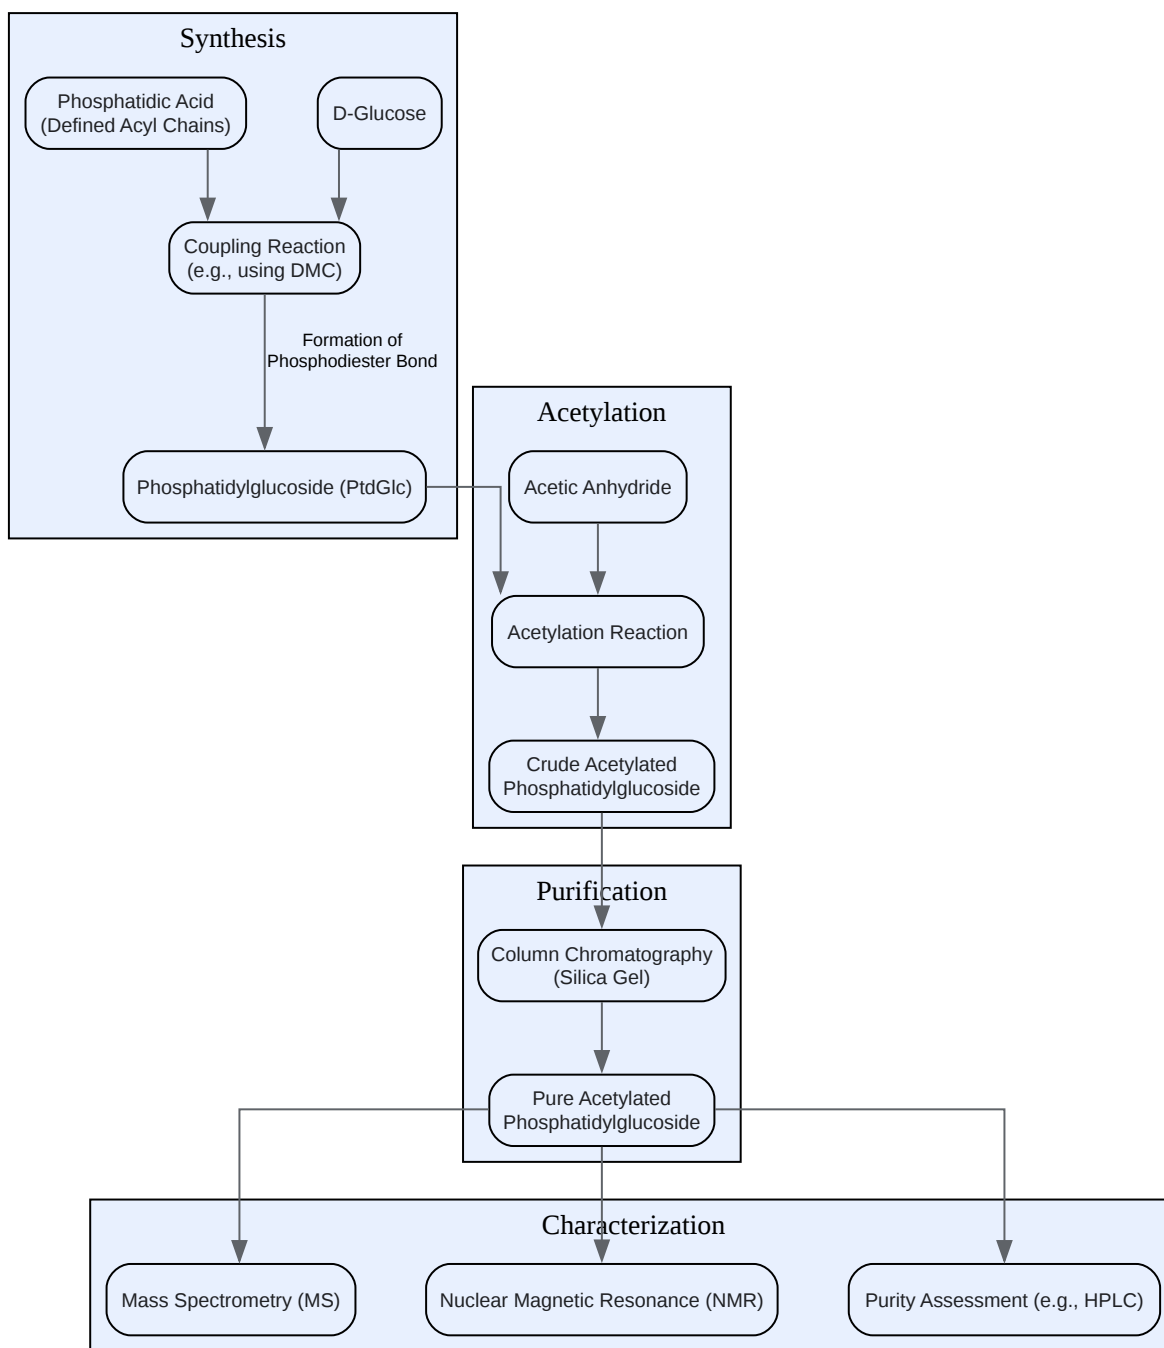 Synthesis
Phosphatidic Acid
(Defined Acyl Chains)
D-Glucose
Coupling Reaction
(e.g., using DMC)
Formation of
Phosphodiester Bond
Phosphatidylglucoside (PtdGlc)
Acetylation
Acetic Anhydride
Acetylation Reaction
Crude Acetylated
Phosphatidylglucoside
Purification
Column Chromatography
(Silica Gel)
Pure Acetylated
Phosphatidylglucoside
Characterization
Mass Spectrometry (MS)
Nuclear Magnetic Resonance (NMR)
Purity Assessment (e.g., HPLC)